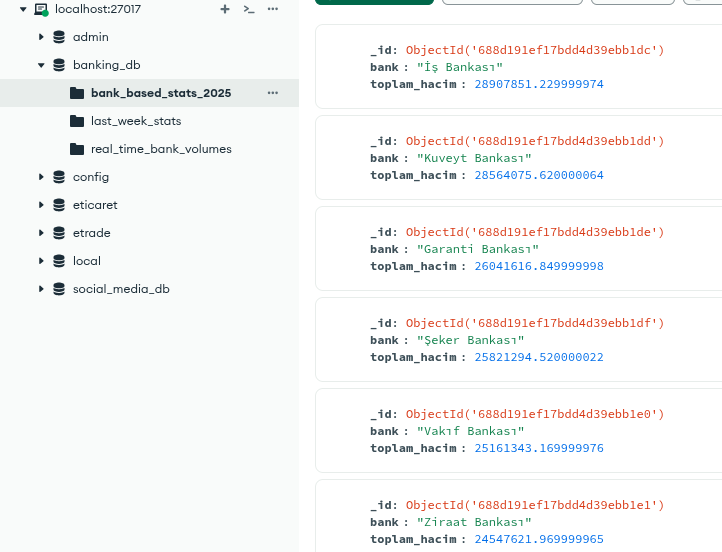 localhost:27017
admin
banking_db
bank_based_stats_2025
last_week_stats
real_time_bank_volumes
config
eticaret
etrade
local
social_media_db
_id: ObjectId('688d191ef17bdd4d39ebb1dc')
bank : "İş Bankası"
toplam_hacim : 28907851.229999974
_id: ObjectId('688d191ef17bdd4d39ebb1dd')
bank : "Kuveyt Bankası"
toplam_hacim : 28564075.620000064
_id: ObjectId('688d191ef17bdd4d39ebb1de')
bank : "Garanti Bankası"
toplam_hacim : 26041616.849999998
_id: ObjectId('688d191ef17bdd4d39ebb1df')
bank : "Şeker Bankası"
toplam_hacim : 25821294.520000022
_id: ObjectId('688d191ef17bdd4d39ebb1e0')
bank : "Vakıf Bankası"
toplam_hacim : 25161343.169999976
_id: ObjectId('688d191ef17bdd4d39ebb1e1')
bank : "Ziraat Bankası"
toplam_hacim : 24547621.969999965